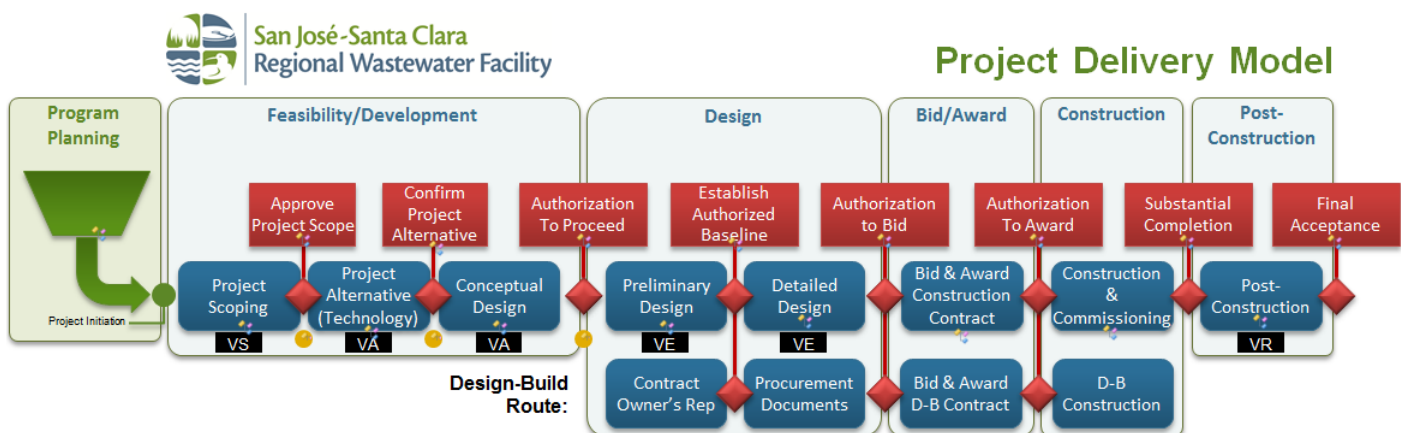 San José-Santa Clara
Regional Wastewater Facility
Project Delivery Model
Program
Planning
Feasibility/Development
Design
Bid/Award
Construction
Post-
Construction
Approve
Project Scope
Confirm
Project
Alternative
Authorization
To Proceed
Establish
Authorized
Baseline
Authorization
to Bid
Authorization
To Award
Substantial
Completion
Final
Acceptance
Project Initiation
Project
Scoping
Project
Alternative
(Technology)
Conceptual
Design
Preliminary
Design
Detailed
Design
Bid & Award
Construction
Contract
Construction
&
Commissioning
Post-
Construction
VS
VA
VA
VE
VE
VR
Design-Build
Route:
Contract
Owner's Rep
Procurement
Documents
Bid & Award
D-B Contract
D-B
Construction